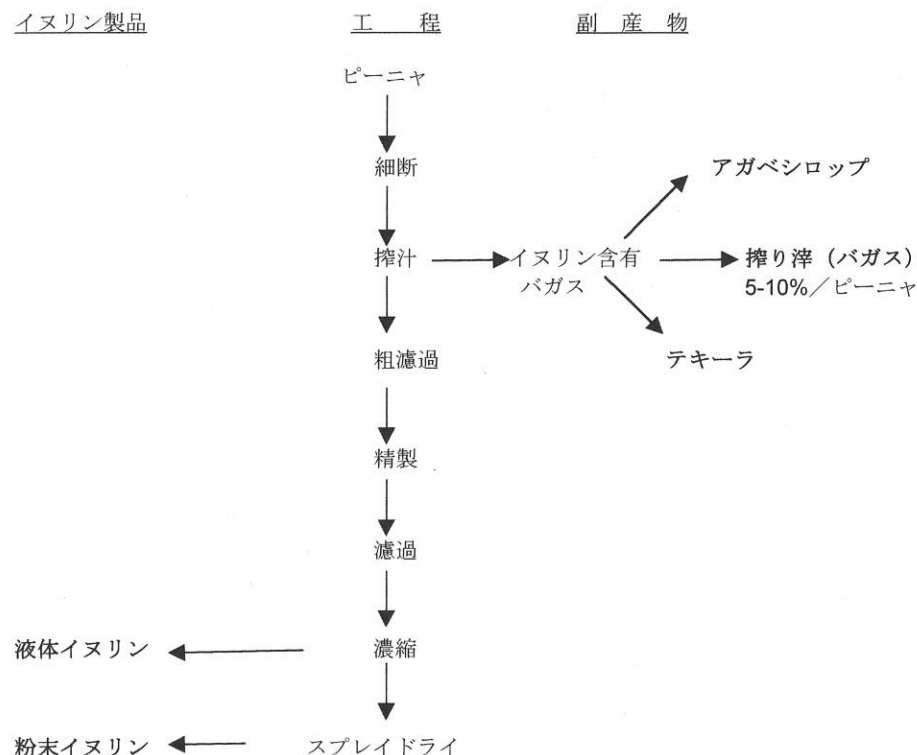 イヌリン製品 工 程 副 産 物
ピーニャ
細断
アガベシロップ
搾汁 イヌリン含有 搾り滓（バガス）
バガス 5-10%／ピーニャ
粗濾過 テキーラ
精製
濾過
液体イヌリン 濃縮
粉末イヌリン スプレイドライ